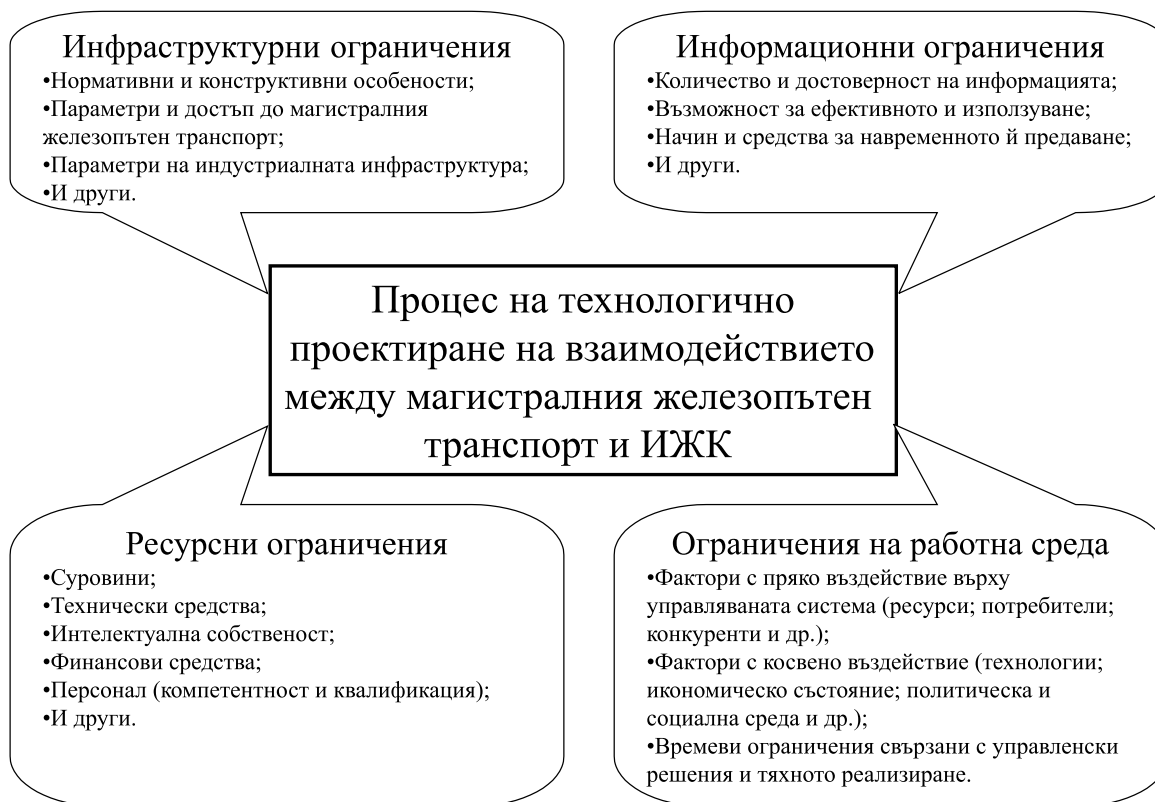 Инфраструктурни ограничения
•Нормативни и конструктивни особености;
•Параметри и достъп до магистралния
железопътен транспорт;
•Параметри на индустриалната инфраструктура;
•И други.
Информационни ограничения
•Количество и достоверност на информацията;
•Възможност за ефективното и използуване;
•Начин и средства за навременното й предаване;
•И други.
Процес на технологично
проектиране на взаимодействието
между магистралния железопътен
транспорт и ИЖК
Ресурсни ограничения
•Суровини;
•Технически средства;
•Интелектуална собственост;
•Финансови средства;
•Персонал (компетентност и квалификация);
•И други.
Ограничения на работна среда
•Фактори с пряко въздействие върху
управляваната система (ресурси; потребители;
конкуренти и др.);
•Фактори с косвено въздействие (технологии;
икономическо състояние; политическа и
социална среда и др.);
•Времеви ограничения свързани с управленски
решения и тяхното реализиране.